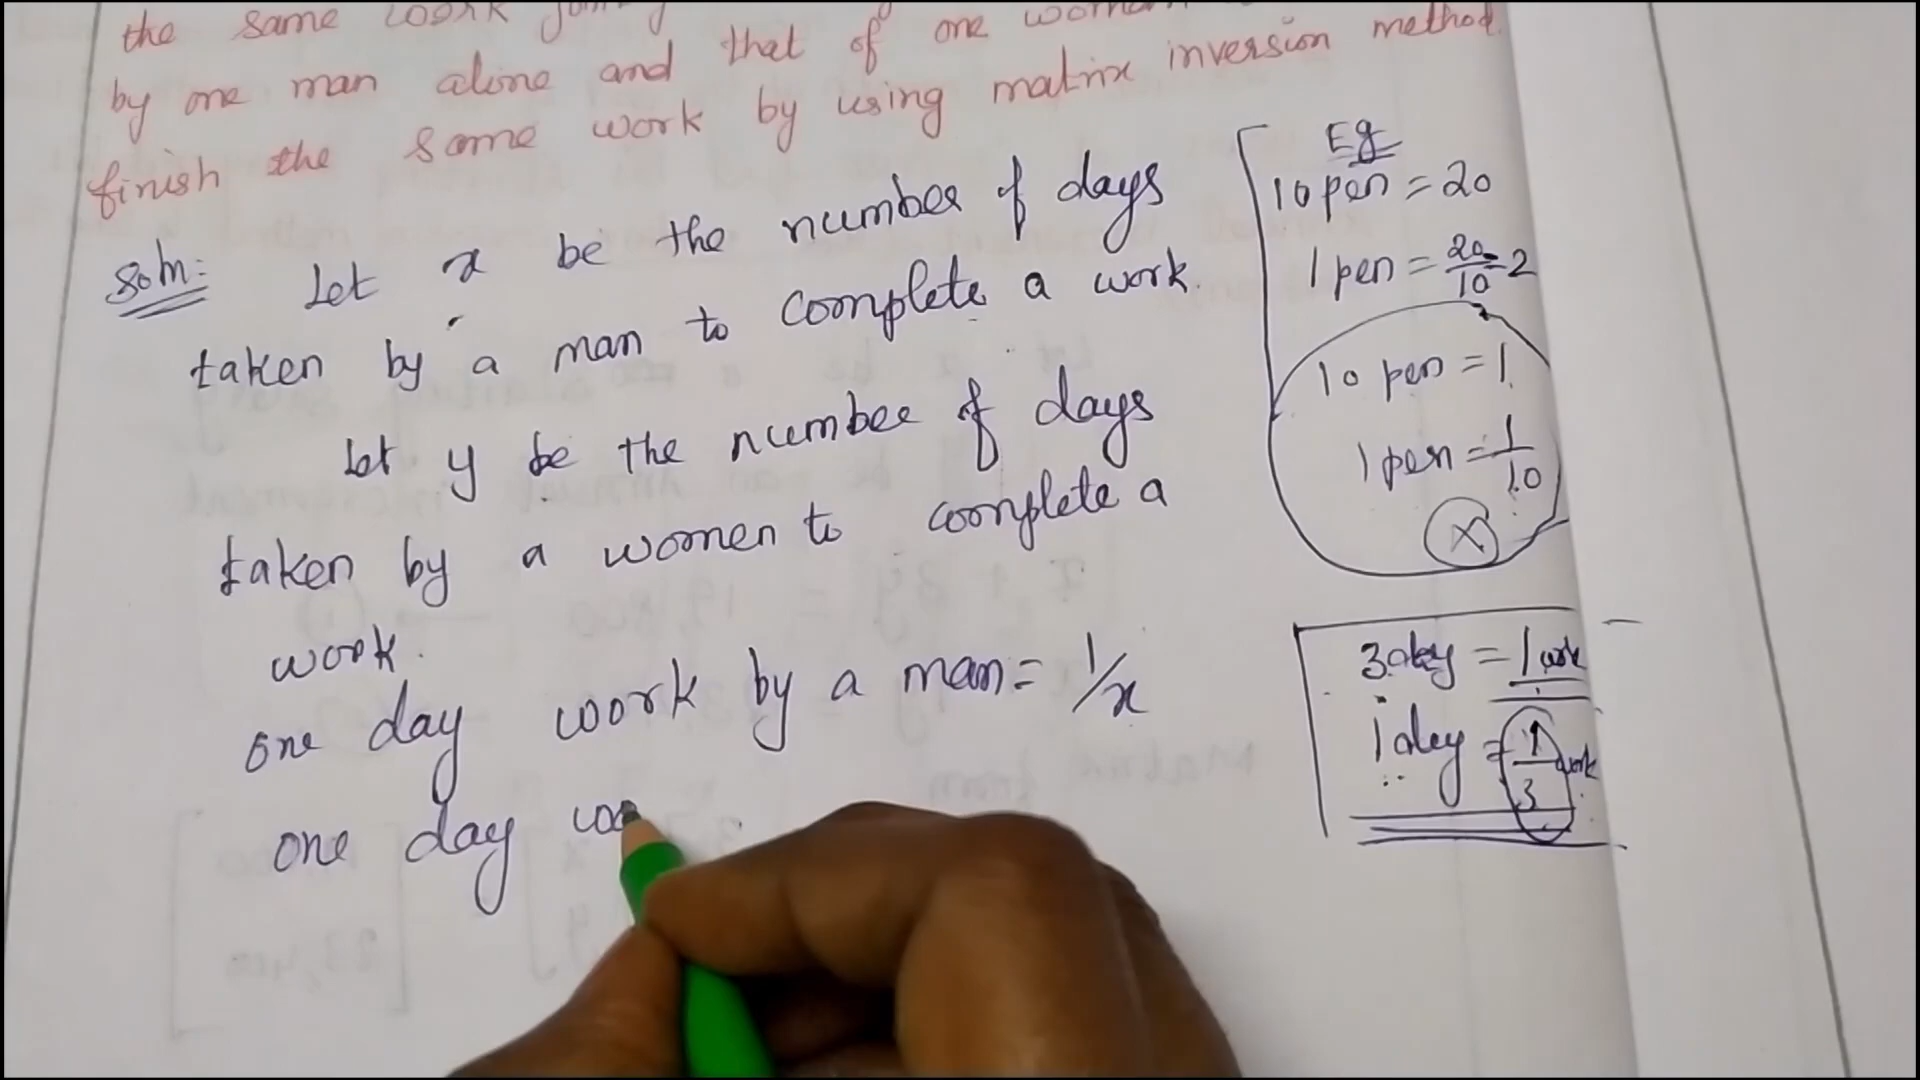 the same work
by one man alone and that of one woman
finish the same work by using matrix inversion method.
Soln:
Let x be the number of days
taken by a man to complete a work.
Let y be the number of days
taken by a women to complete a
work.
one day work by a man = 1/x
one day wo
Eg
10 pen = 20
1 pen = 20/10 = 2
10 pen = 1
1 pen = 1/10
x
3 day = 1 work
1 day = 1/3 work